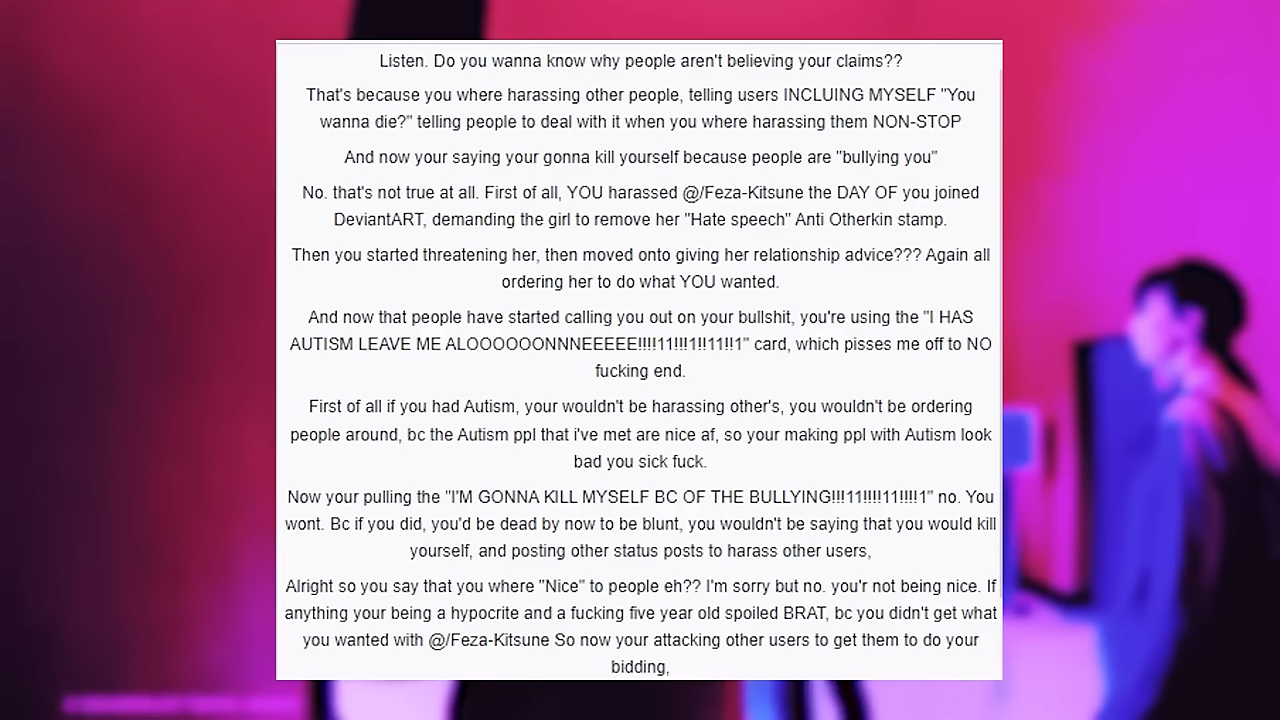 Listen. Do you wanna know why people aren't believing your claims??
That's because you where harassing other people, telling users INCLUING MYSELF "You
wanna die?" telling people to deal with it when you where harassing them NON-STOP
And now your saying your gonna kill yourself because people are "bullying you"
No. that's not true at all. First of all, YOU harassed @/Feza-Kitsune the DAY OF you joined
DeviantART, demanding the girl to remove her "Hate speech" Anti Otherkin stamp.
Then you started threatening her, then moved onto giving her relationship advice??? Again all
ordering her to do what YOU wanted.
And now that people have started calling you out on your bullshit, you're using the "I HAS
AUTISM LEAVE ME ALOOOOOONNNEEEEE!!!!11!!!1!!11!!1" card, which pisses me off to NO
fucking end.
First of all if you had Autism, your wouldn't be harassing other's, you wouldn't be ordering
people around, bc the Autism ppl that i've met are nice af, so your making ppl with Autism look
bad you sick fuck.
Now your pulling the "I'M GONNA KILL MYSELF BC OF THE BULLYING!!!11!!!!11!!!!1" no. You
wont. Bc if you did, you'd be dead by now to be blunt, you wouldn't be saying that you would kill
yourself, and posting other status posts to harass other users,
Alright so you say that you where "Nice" to people eh?? I'm sorry but no. you'r not being nice. If
anything your being a hypocrite and a fucking five year old spoiled BRAT, bc you didn't get what
you wanted with @/Feza-Kitsune So now your attacking other users to get them to do your
bidding,